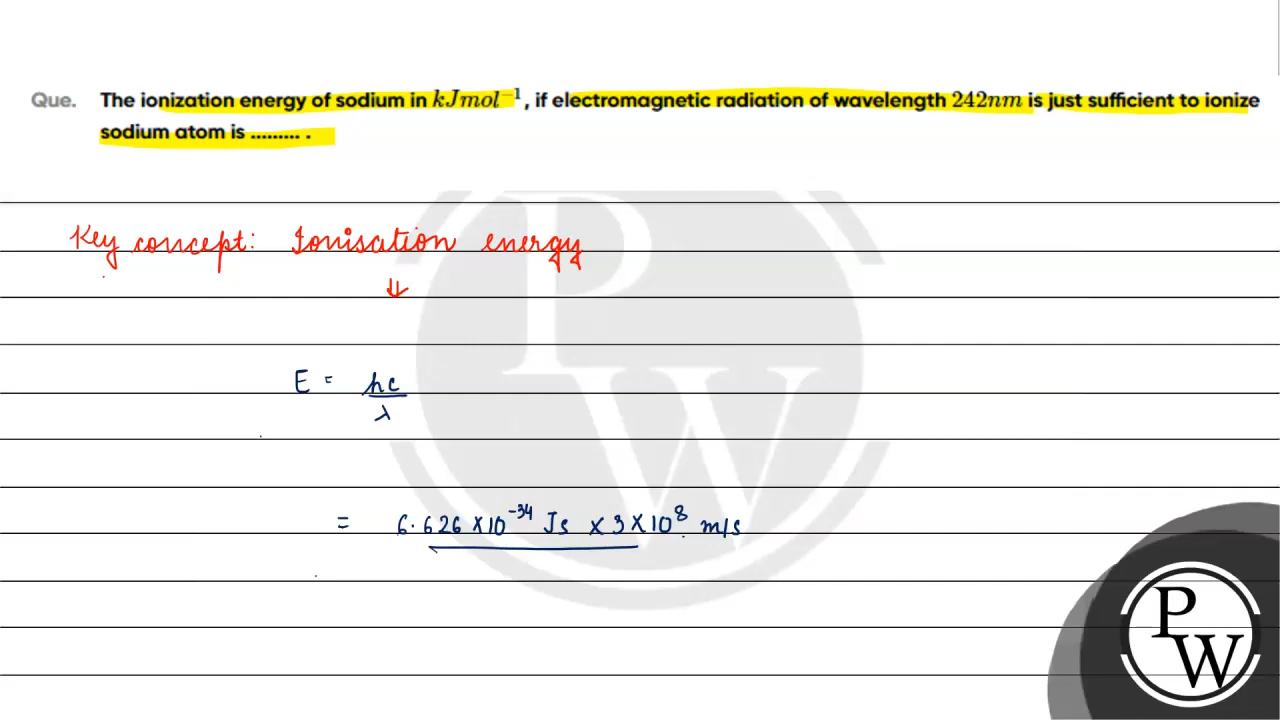 Que. The ionization energy of sodium in kJmol⁻¹, if electromagnetic radiation of wavelength 242nm is just sufficient to ionize
sodium atom is ......... .
Key concept: Ionisation energy
⇓
E = hc
λ
= 6.626 × 10⁻³⁴ Js × 3 × 10⁸ m/s
P
W
P
W